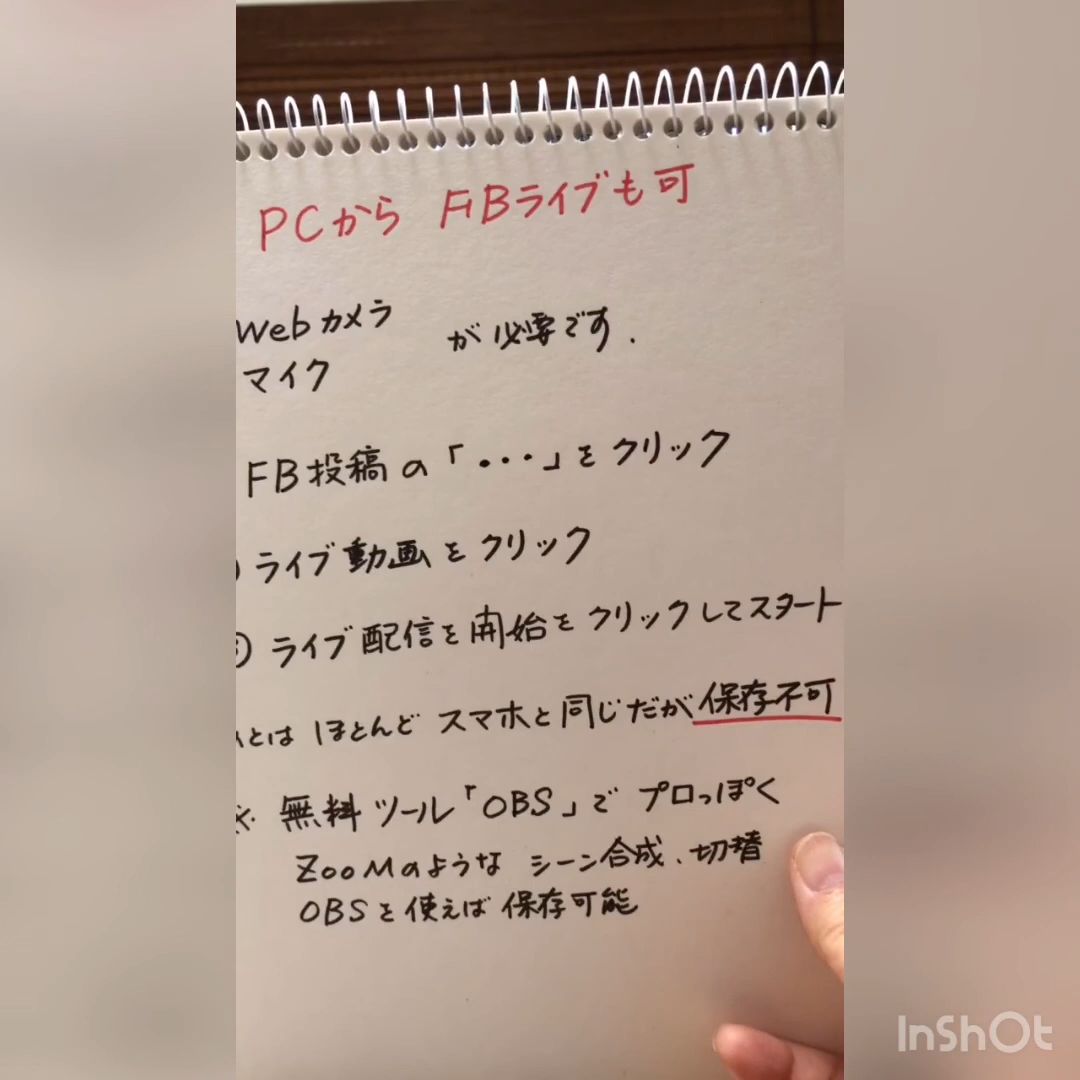 PCから FBライブも可
Webカメラ
マイク
が必要です.
FB投稿の「・・・」をクリック
ライブ動画をクリック
ライブ配信を開始をクリックしてスタート
とは ほとんど スマホと同じだが保存不可
※ 無料ツール「OBS」でプロっぽく
ZooMのような シーン合成、切替
OBSを使えば 保存可能
InShOt